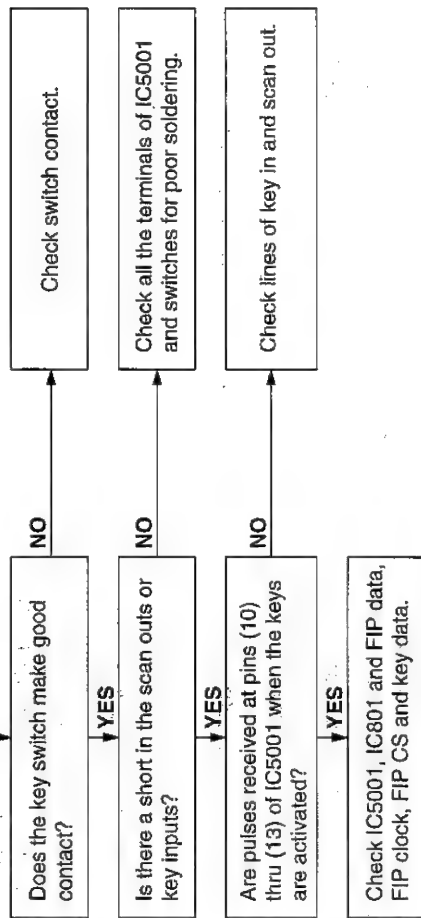 Does the key switch make good
contact?
NO
Check switch contact.
YES
Is there a short in the scan outs or
key inputs?
NO
Check all the terminals of IC5001
and switches for poor soldering.
YES
Are pulses received at pins (10)
thru (13) of IC5001 when the keys
are activated?
NO
Check lines of key in and scan out.
YES
Check IC5001, IC801 and FIP data,
FIP clock, FIP CS and key data.